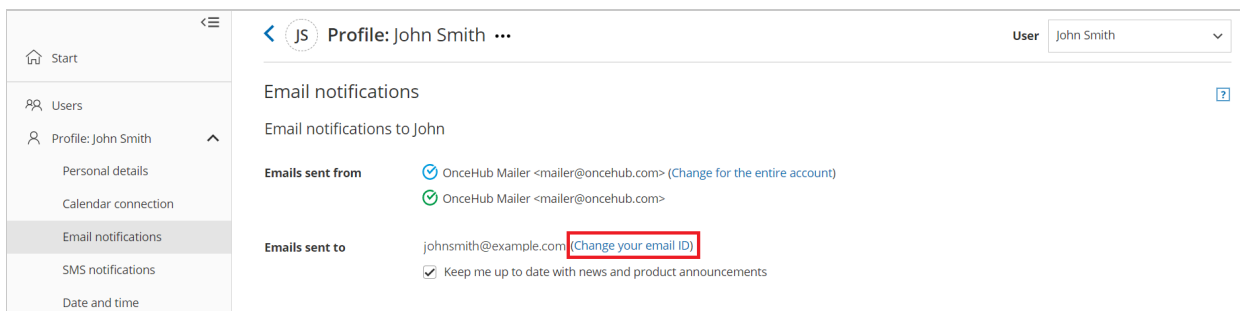 JS Profile: John Smith ••• User John Smith
Start
Users
Profile: John Smith
Personal details
Calendar connection
Email notifications
SMS notifications
Date and time
Email notifications
?
Email notifications to John
Emails sent from OnceHub Mailer <mailer@oncehub.com> (Change for the entire account)
OnceHub Mailer <mailer@oncehub.com>
Emails sent to johnsmith@example.com (Change your email ID)
Keep me up to date with news and product announcements